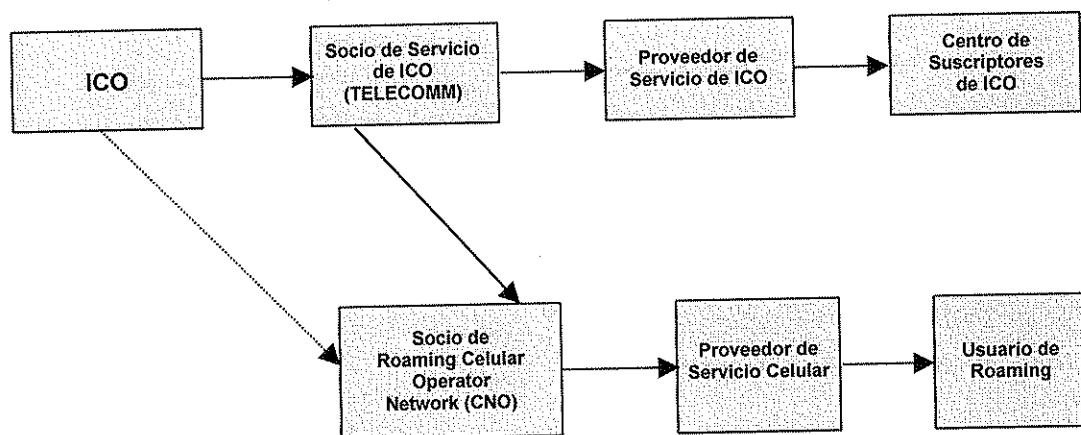 ICO
Socio de Servicio
de ICO
(TELECOMM)
Proveedor de
Servicio de ICO
Centro de
Suscriptores
de ICO
Socio de
Roaming Celular
Operator
Network (CNO)
Proveedor de
Servicio Celular
Usuario de
Roaming